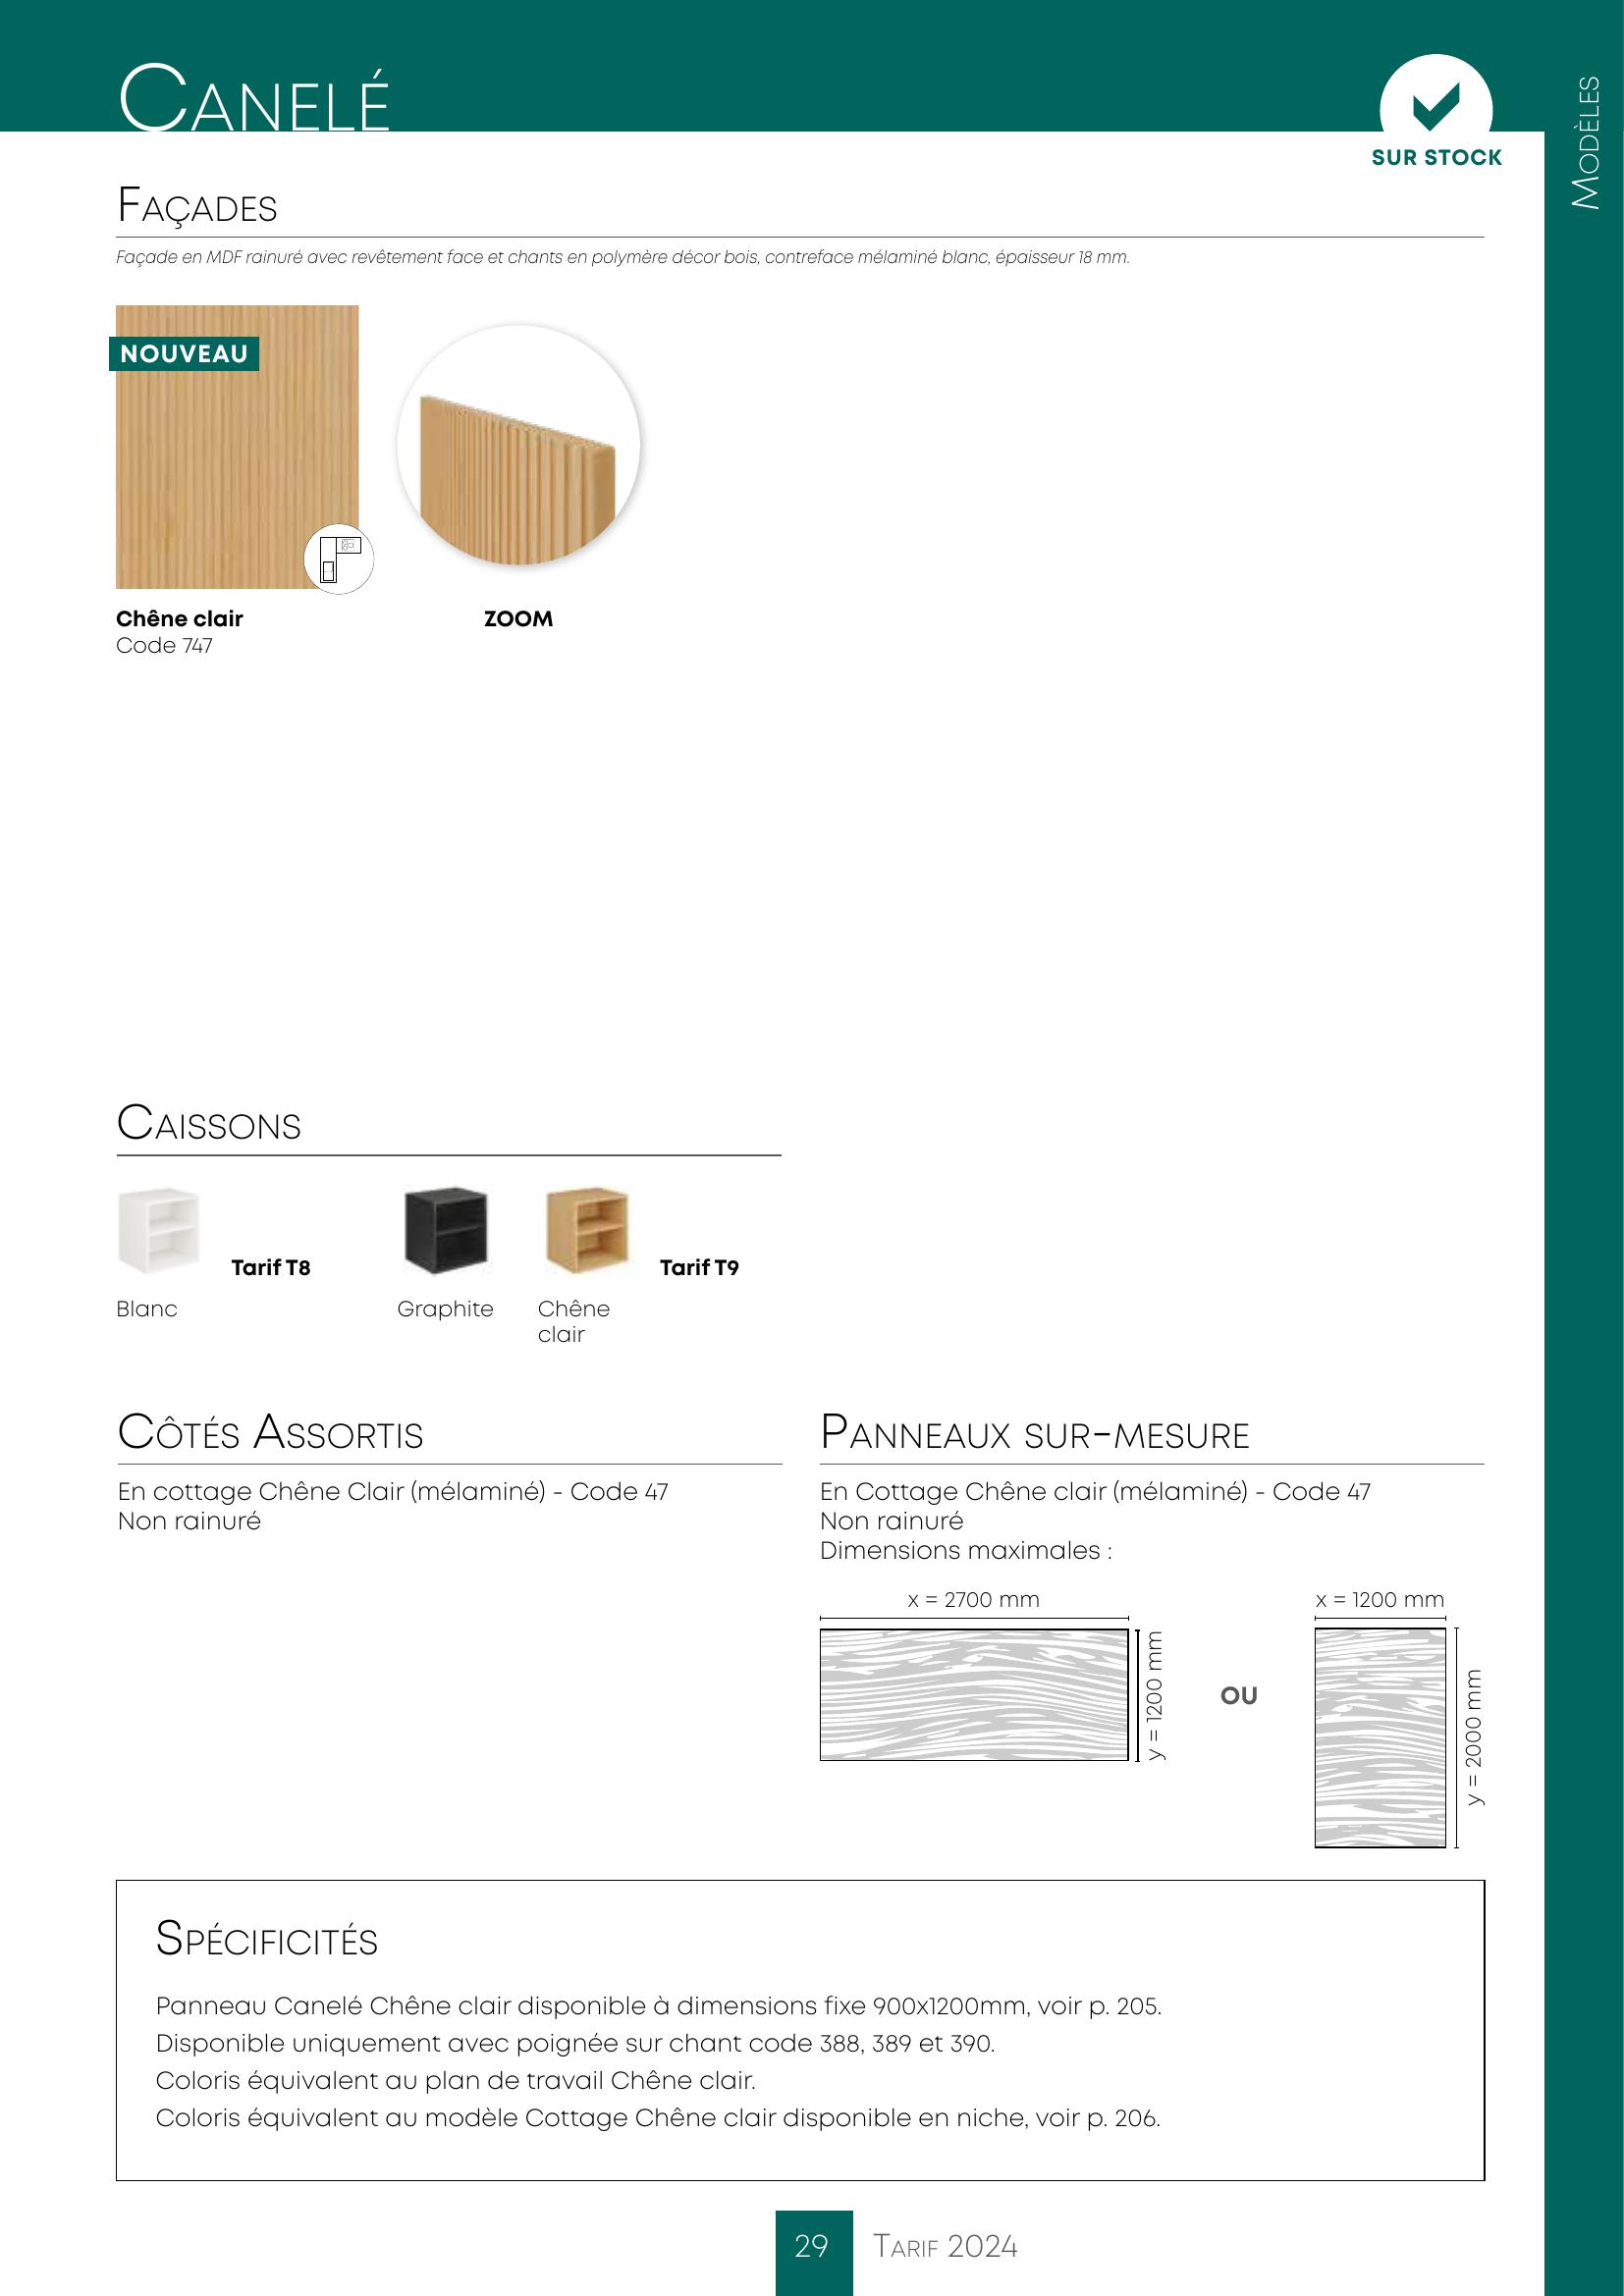 Canelé
SUR STOCK
Modèles
Façades
Façade en MDF rainuré avec revêtement face et chants en polymère décor bois, contreface mélaminé blanc, épaisseur 18 mm.
NOUVEAU
Chêne clair
Code 747
ZOOM
Caissons
Tarif T8
Tarif T9
Blanc
Graphite
Chêne
clair
Côtés Assortis
En cottage Chêne Clair (mélaminé) - Code 47
Non rainuré
Panneaux sur-mesure
En Cottage Chêne clair (mélaminé) - Code 47
Non rainuré
Dimensions maximales :
x = 2700 mm
y = 1200 mm
OU
x = 1200 mm
y = 2000 mm
Spécificités
Panneau Canelé Chêne clair disponible à dimensions fixe 900x1200mm, voir p. 205.
Disponible uniquement avec poignée sur chant code 388, 389 et 390.
Coloris équivalent au plan de travail Chêne clair.
Coloris équivalent au modèle Cottage Chêne clair disponible en niche, voir p. 206.
29 Tarif 2024